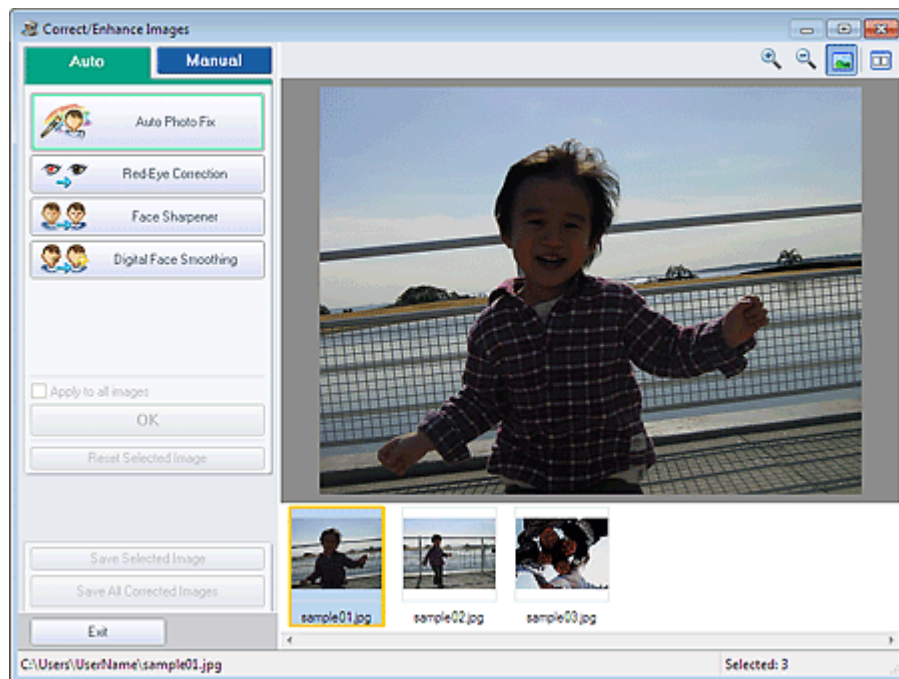 Correct/Enhance Images
Auto
Manual
Auto Photo Fix
Red-Eye Correction
Face Sharpener
Digital Face Smoothing
Apply to all images
OK
Reset Selected Image
Save Selected Image
Save All Corrected Images
Exit
sample01.jpg
sample02.jpg
sample03.jpg
C:\Users\UserName\sample01.jpg
Selected: 3